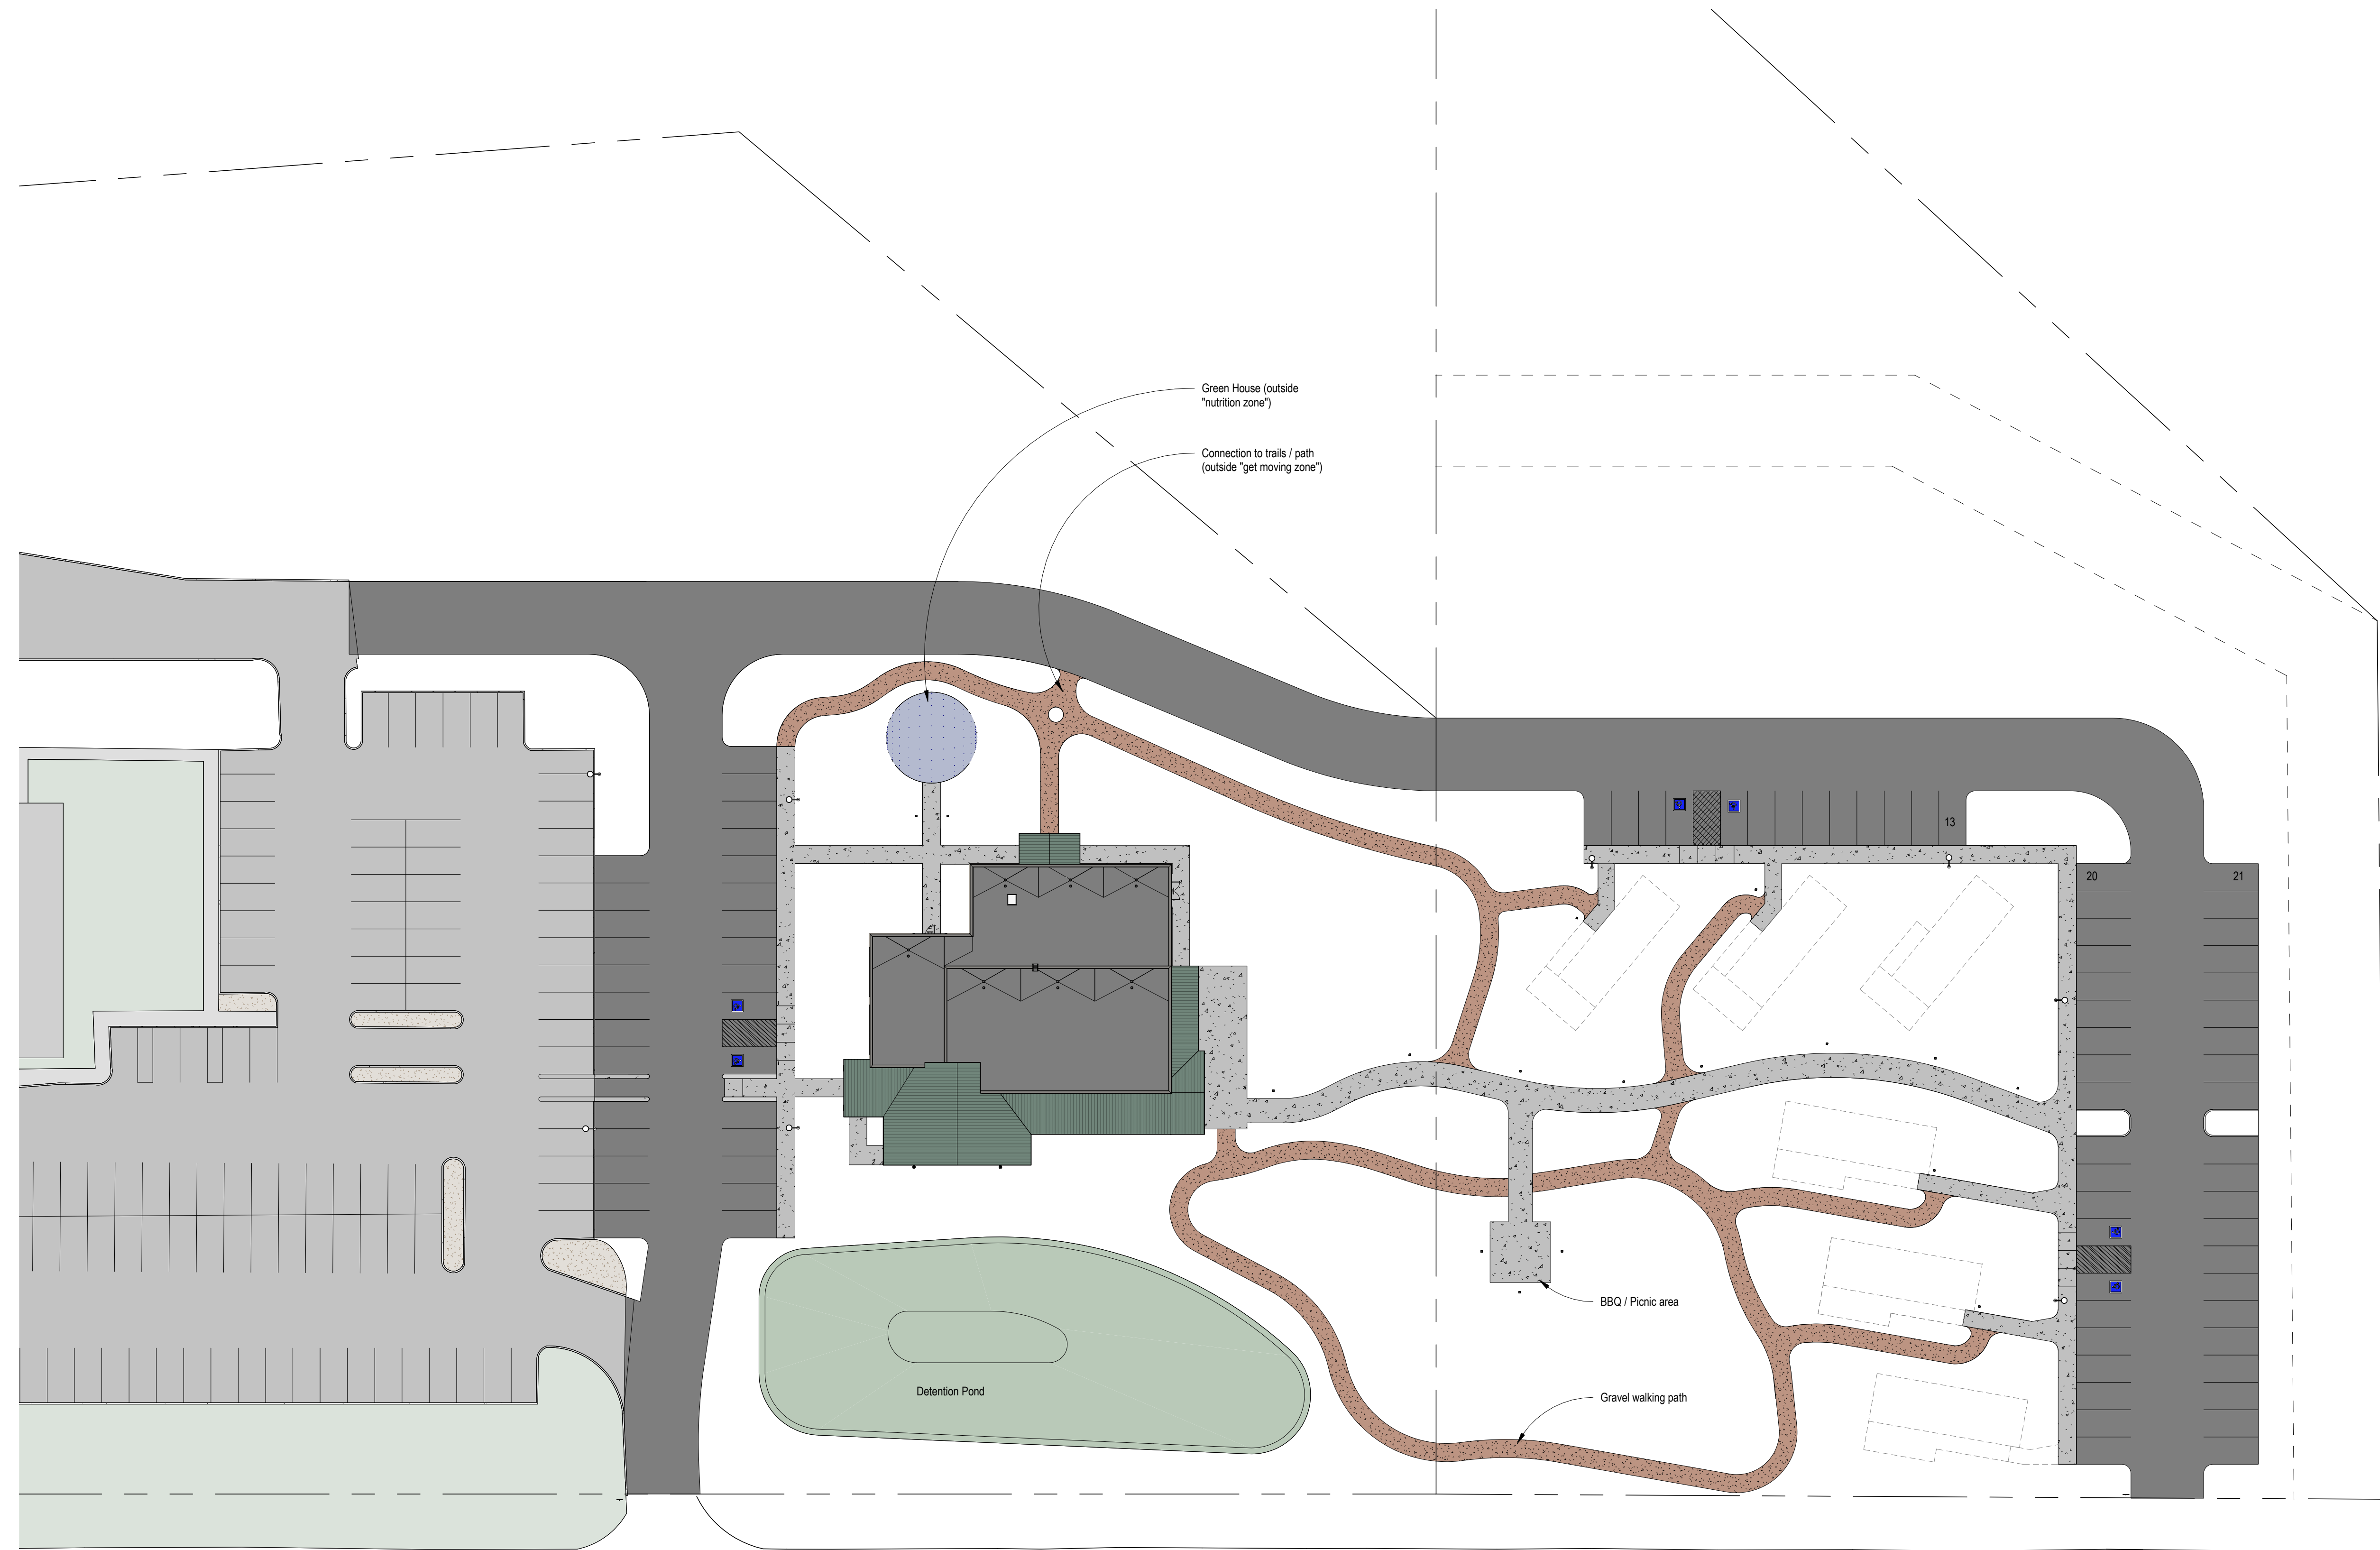 Green House (outside
"nutrition zone")
Connection to trails / path
(outside "get moving zone")
13
20
21
BBQ / Picnic area
Detention Pond
Gravel walking path